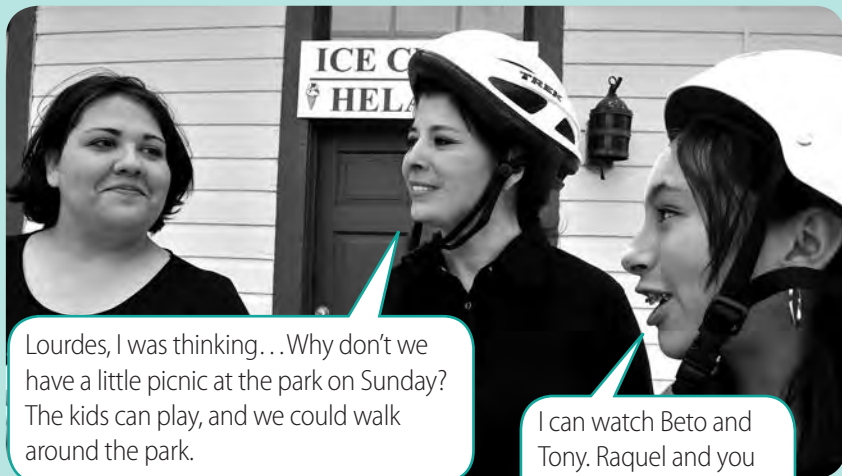 ICE C
HELA
TREK
Lourdes, I was thinking…Why don't we
have a little picnic at the park on Sunday?
The kids can play, and we could walk
around the park.
I can watch Beto and
Tony. Raquel and you